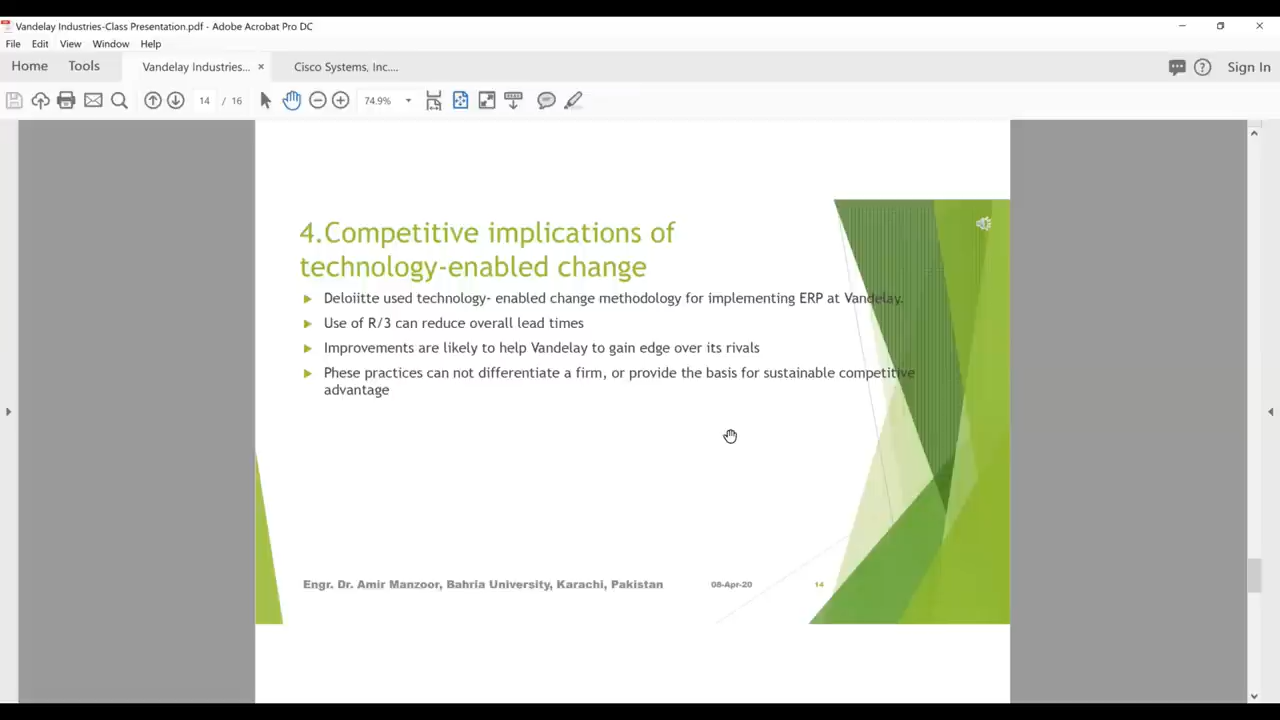 Vandelay Industries-Class Presentation.pdf - Adobe Acrobat Pro DC
File Edit View Window Help
Home Tools Vandelay Industries... × Cisco Systems, Inc.... Sign In
14 / 16 74.9%
4.Competitive implications of
technology-enabled change
Deloiitte used technology- enabled change methodology for implementing ERP at Vandelay.
Use of R/3 can reduce overall lead times
Improvements are likely to help Vandelay to gain edge over its rivals
Phese practices can not differentiate a firm, or provide the basis for sustainable competitive
advantage
Engr. Dr. Amir Manzoor, Bahria University, Karachi, Pakistan 08-Apr-20 14